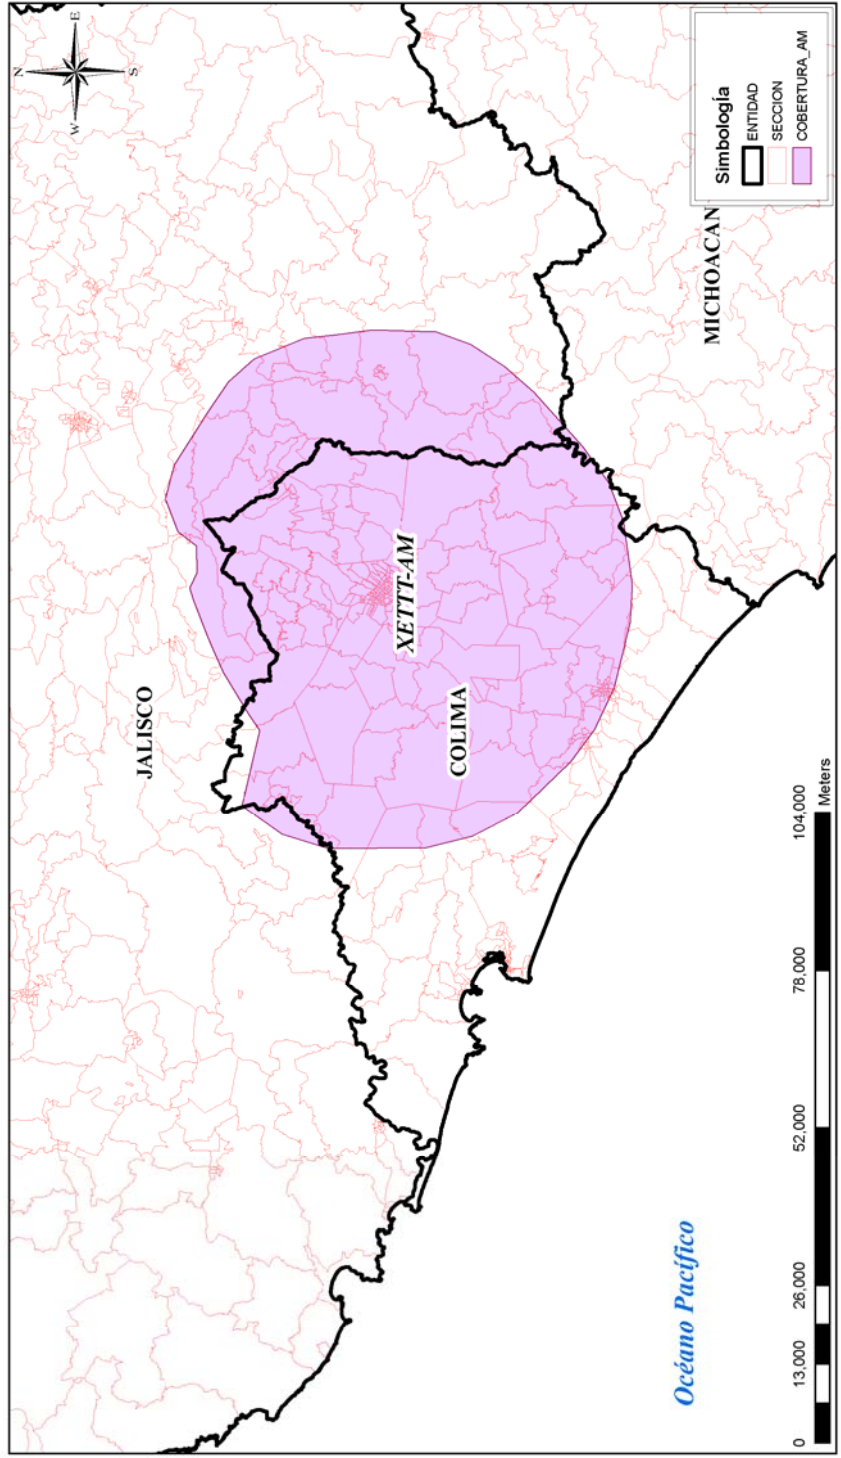 N
E
W
S
JALISCO
XETTT-AM
COLIMA
MICHOACAN
Océano Pacífico
Simbología
ENTIDAD
SECCION
COBERTURA_AM
0 13,000 26,000 52,000 78,000 104,000
Meters